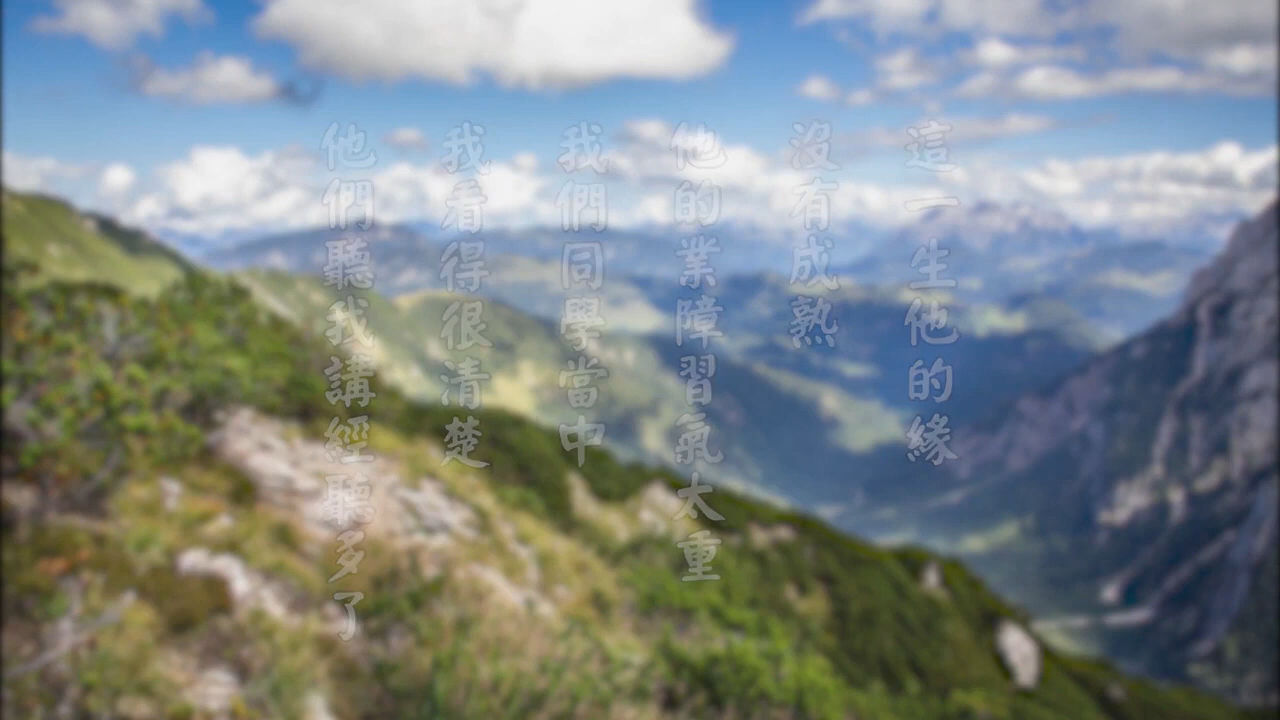 這一生他的緣
沒有成熟
他的業障習氣太重
我們同學當中
我看得很清楚
他們聽我講經聽多了